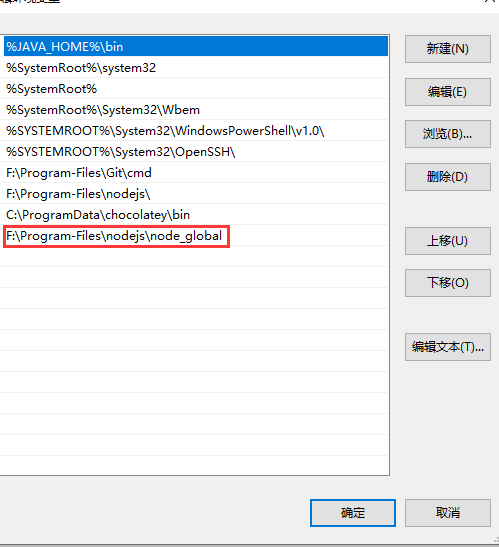 %JAVA_HOME%\bin
%SystemRoot%\system32
%SystemRoot%
%SystemRoot%\System32\Wbem
%SYSTEMROOT%\System32\WindowsPowerShell\v1.0\
%SYSTEMROOT%\System32\OpenSSH\
F:\Program-Files\Git\cmd
F:\Program-Files\nodejs\
C:\ProgramData\chocolatey\bin
F:\Program-Files\nodejs\node_global
新建(N)
编辑(E)
浏览(B)...
删除(D)
上移(U)
下移(O)
编辑文本(T)...
确定
取消